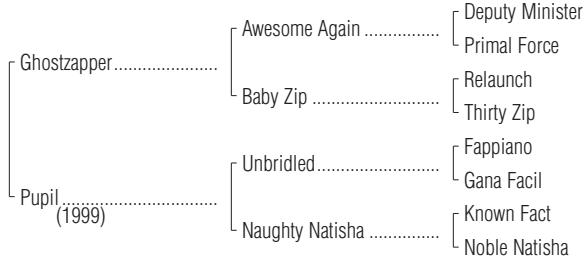 Deputy Minister
Awesome Again ................
Primal Force
Ghostzapper......................
Relaunch
Baby Zip ...........................
Thirty Zip
Fappiano
Unbridled..........................
Gana Facil
Pupil .................................
(1999)
Known Fact
Naughty Natisha ...............
Noble Natisha